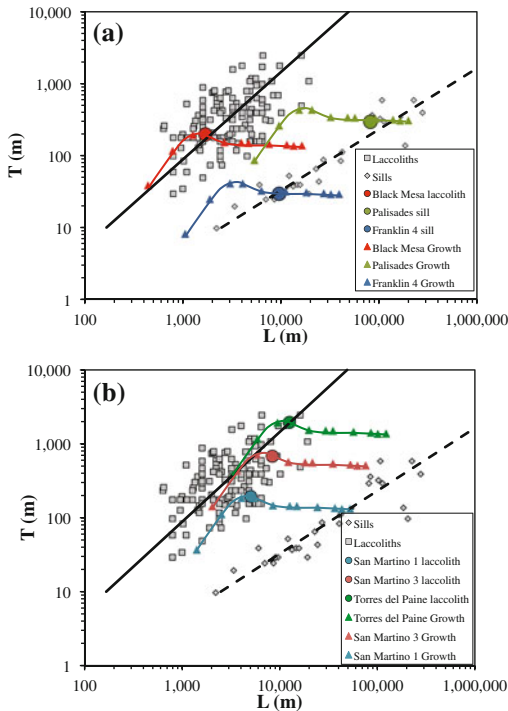 (a)
10,000
1,000
100
10
1
T (m)
Laccoliths
Sills
Black Mesa laccolith
Palisades sill
Franklin 4 sill
Black Mesa Growth
Palisades Growth
Franklin 4 Growth
100
1,000
10,000
100,000
1,000,000
L (m)
(b)
10,000
1,000
100
10
1
T (m)
Sills
Laccoliths
San Martino 1 laccolith
San Martino 3 laccolith
Torres del Paine laccolith
Torres del Paine Growth
San Martino 3 Growth
San Martino 1 Growth
100
1,000
10,000
100,000
1,000,000
L (m)